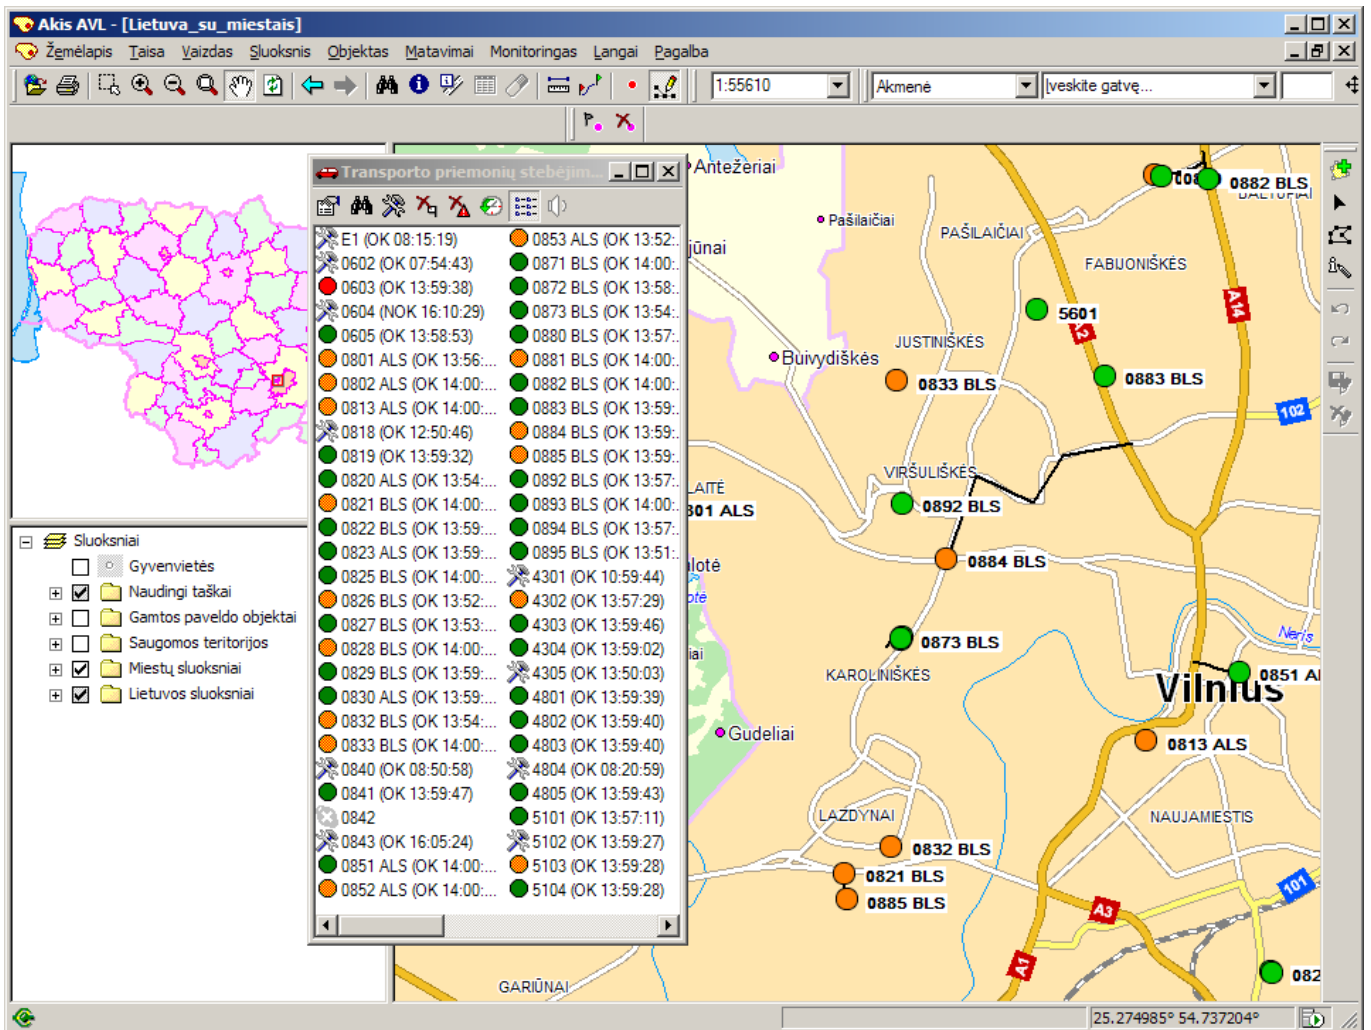 Akis AVL - [Lietuva_su_miestais]
Žemėlapis Taisa Vaizdas Sluoksnis Objektas Matavimai Monitoringas Langai Pagalba
1:55610 Akmenė Įveskite gatvę...
Transporto priemonių stebėjim...
E1 (OK 08:15:19)
0602 (OK 07:54:43)
0603 (OK 13:59:38)
0604 (NOK 16:10:29)
0605 (OK 13:58:53)
0801 ALS (OK 13:56:...
0802 ALS (OK 14:00:...
0813 ALS (OK 14:00:...
0818 (OK 12:50:46)
0819 (OK 13:59:32)
0820 ALS (OK 13:54:...
0821 BLS (OK 14:00:...
0822 BLS (OK 13:59:...
0823 ALS (OK 13:59:...
0825 BLS (OK 14:00:...
0826 BLS (OK 13:52:...
0827 BLS (OK 13:53:...
0828 BLS (OK 14:00:...
0829 BLS (OK 13:59:...
0830 ALS (OK 13:59:...
0832 BLS (OK 13:54:...
0833 BLS (OK 14:00:...
0840 (OK 08:50:58)
0841 (OK 13:59:47)
0842
0843 (OK 16:05:24)
0851 ALS (OK 14:00:...
0852 ALS (OK 14:00:...
0853 ALS (OK 13:52:.
0871 BLS (OK 14:00:.
0872 BLS (OK 13:58:.
0873 BLS (OK 13:54:.
0880 BLS (OK 13:57:.
0881 BLS (OK 14:00:.
0882 BLS (OK 14:00:.
0883 BLS (OK 13:59:.
0884 BLS (OK 13:59:.
0885 BLS (OK 13:59:.
0892 BLS (OK 13:57:.
0893 BLS (OK 14:00:.
0894 BLS (OK 13:57:.
0895 BLS (OK 13:51:.
4301 (OK 10:59:44)
4302 (OK 13:57:29)
4303 (OK 13:59:46)
4304 (OK 13:59:02)
4305 (OK 13:50:03)
4801 (OK 13:59:39)
4802 (OK 13:59:40)
4803 (OK 13:59:40)
4804 (OK 08:20:59)
4805 (OK 13:59:43)
5101 (OK 13:57:11)
5102 (OK 13:59:27)
5103 (OK 13:59:28)
5104 (OK 13:59:28)
Sluoksniai
Gyvenvietės
Naudingi taškai
Gamtos paveldo objektai
Saugomos teritorijos
Miestų sluoksniai
Lietuvos sluoksniai
Antežeriai
0882 BLS
Pašilaičiai
PAŠILAIČIAI
jūnai
FABIJONIŠKĖS
A14
5601
A2
JUSTINIŠKĖS
Buivydiškės
0833 BLS
0883 BLS
102
VIRŠULIŠKĖS
LAITĖ
301 ALS
0892 BLS
0884 BLS
lotė
otė
Neris
0873 BLS
iai
KAROLINIŠKĖS
0851 AL
Vilnius
Gudeliai
0813 ALS
LAZDYNAI
NAUJAMIESTIS
0832 BLS
0821 BLS
0885 BLS
101
A3
A1
082
GARIŪNAI
25.274985° 54.737204°